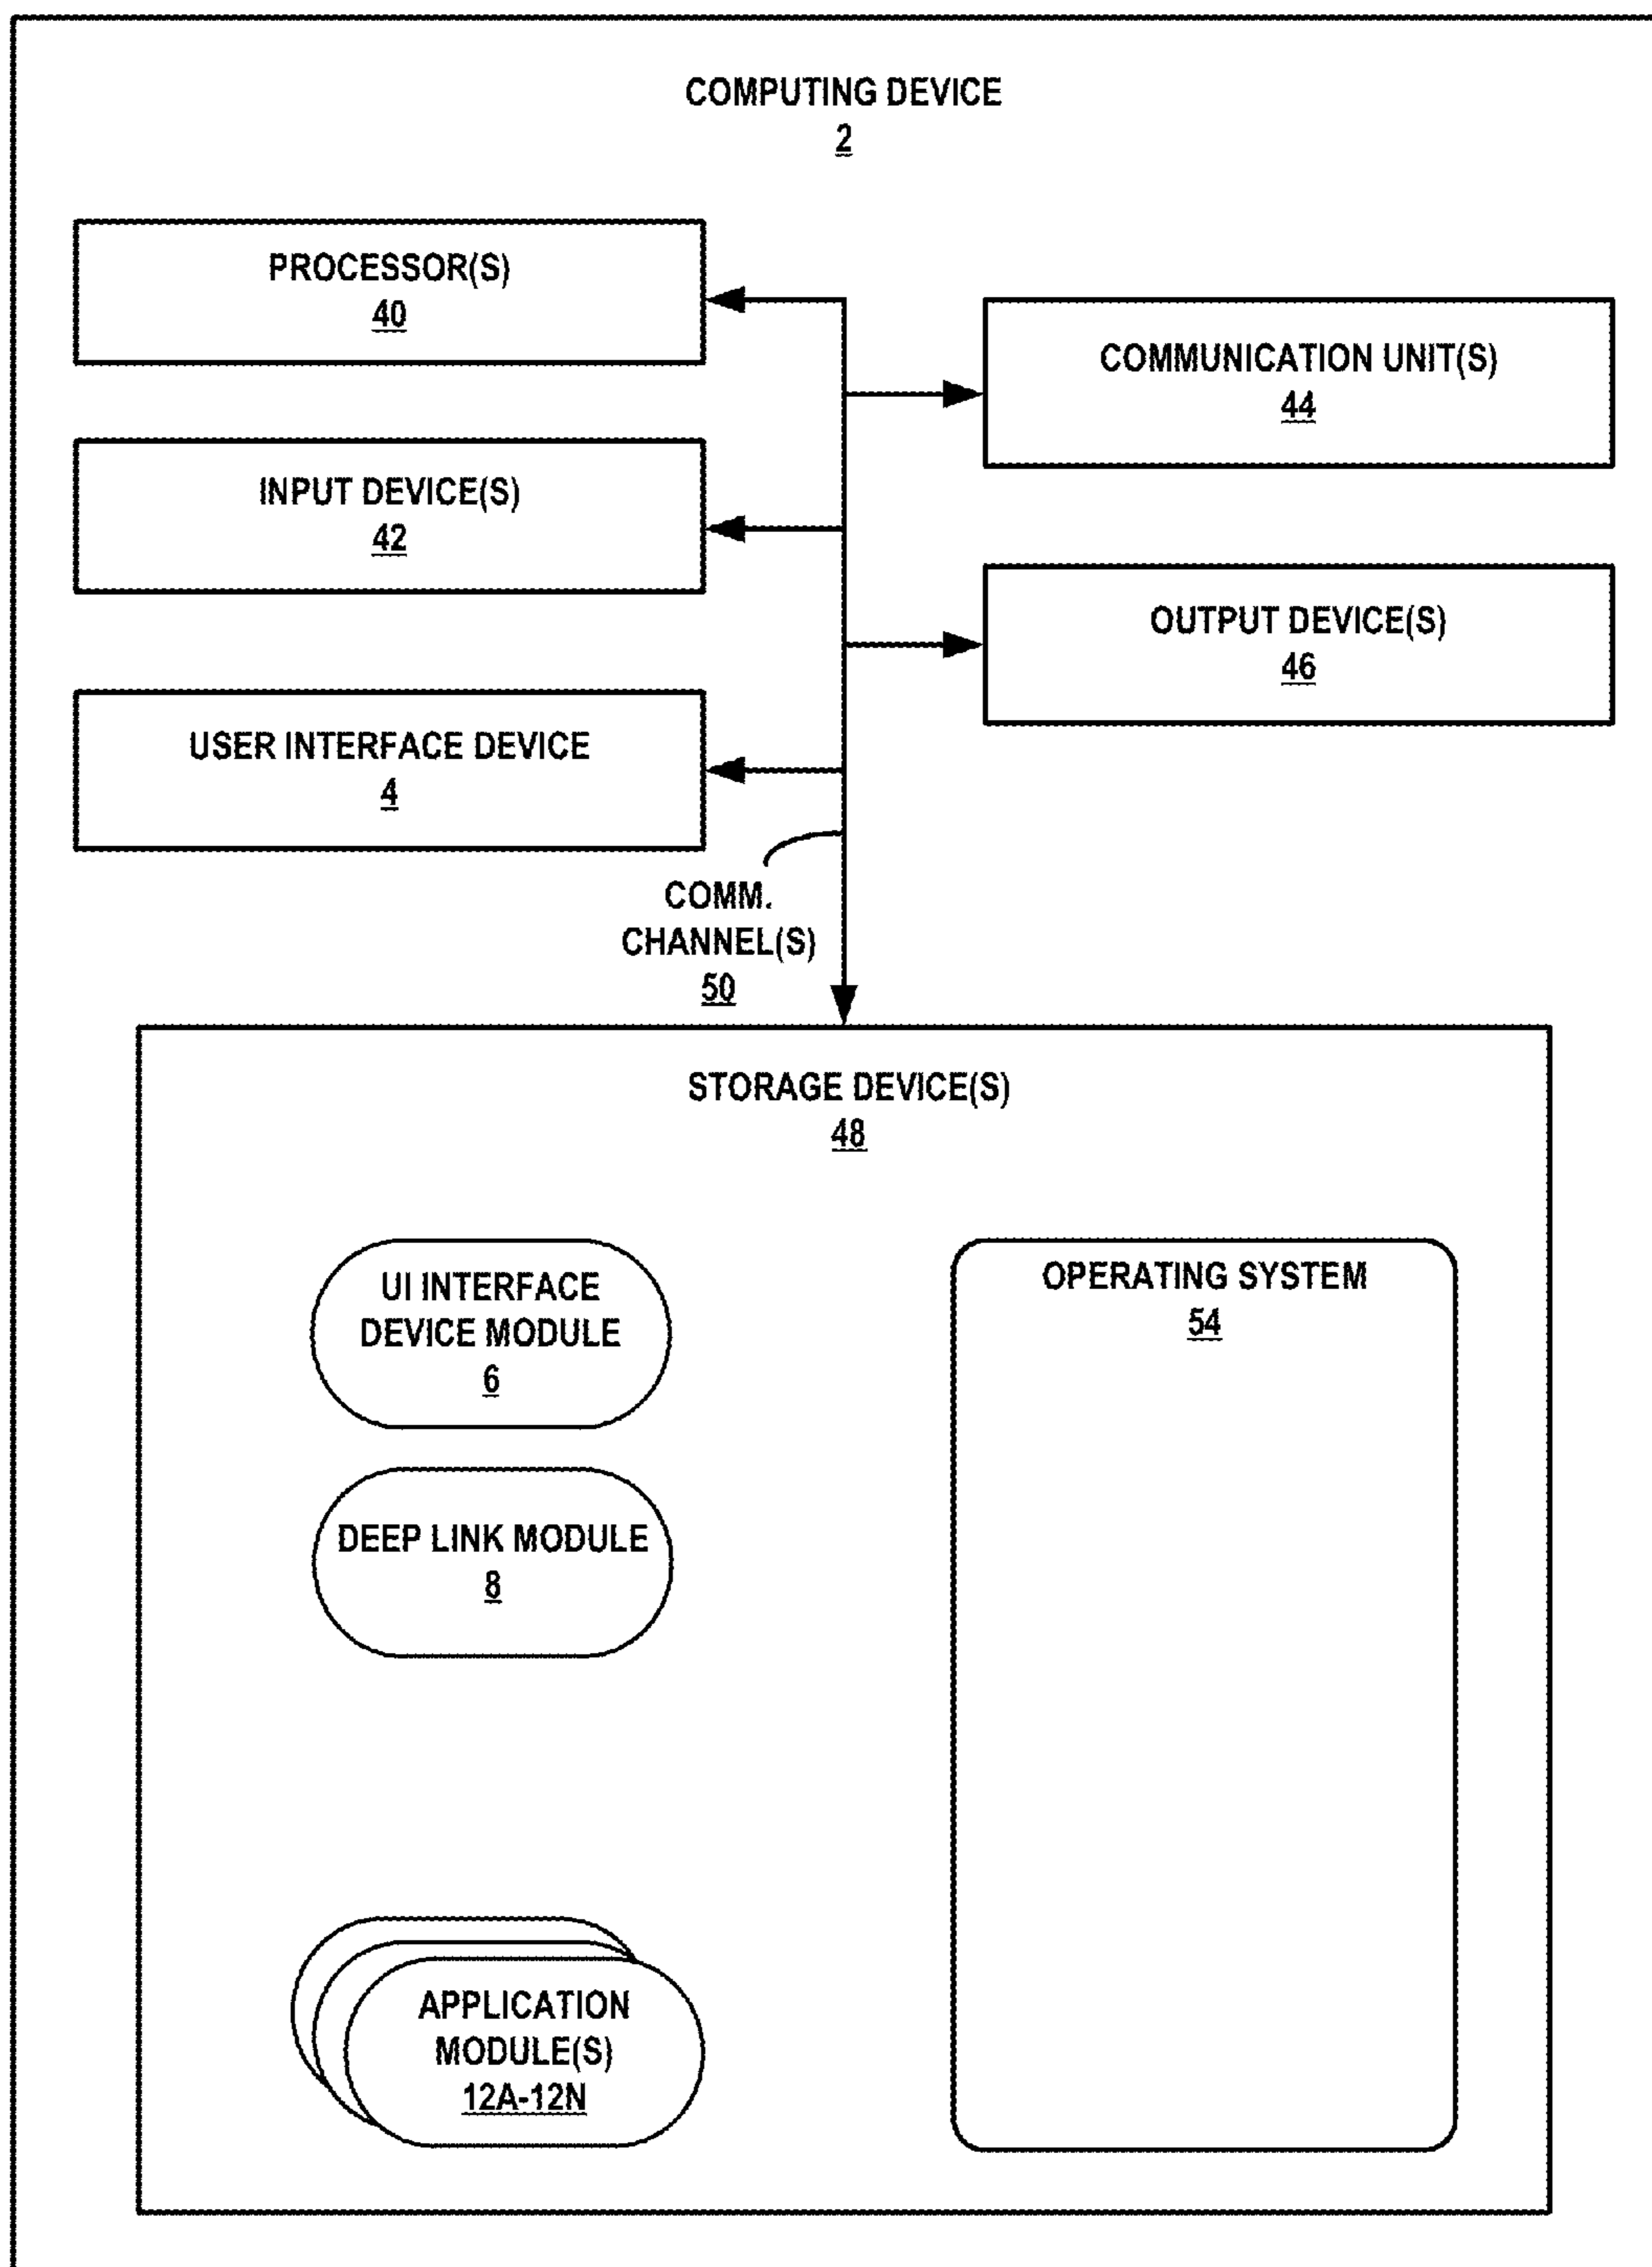 COMPUTING DEVICE
2
PROCESSOR(S)
40
COMMUNICATION UNIT(S)
44
INPUT DEVICE(S)
42
OUTPUT DEVICE(S)
46
USER INTERFACE DEVICE
4
COMM.
CHANNEL(S)
50
STORAGE DEVICE(S)
48
UI INTERFACE
DEVICE MODULE
6
OPERATING SYSTEM
54
DEEP LINK MODULE
8
APPLICATION
MODULE(S)
12A-12N